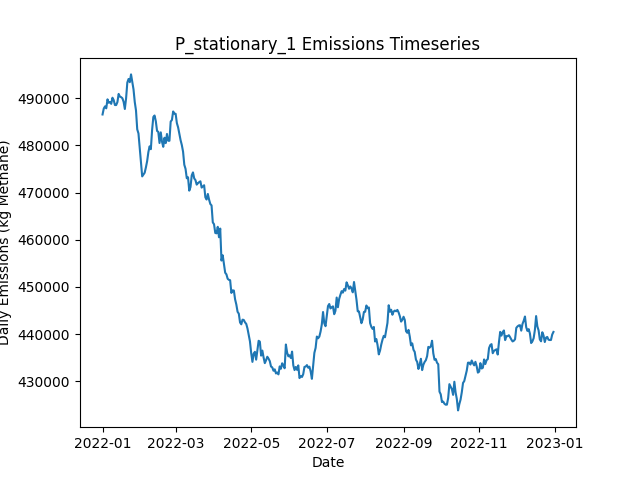 P_stationary_1 Emissions Timeseries
Daily Emissions (kg Methane)
490000
480000
470000
460000
450000
440000
430000
2022-01 2022-03 2022-05 2022-07 2022-09 2022-11 2023-01
Date